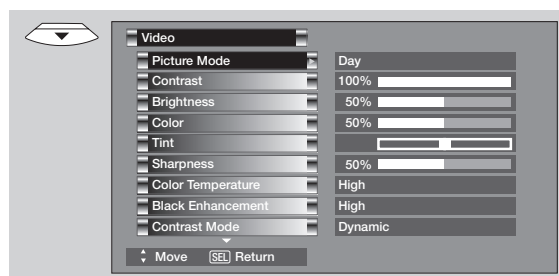 Video
Picture Mode Day
Contrast 100%
Brightness 50%
Color 50%
Tint
Sharpness 50%
Color Temperature High
Black Enhancement High
Contrast Mode Dynamic
Move SEL Return